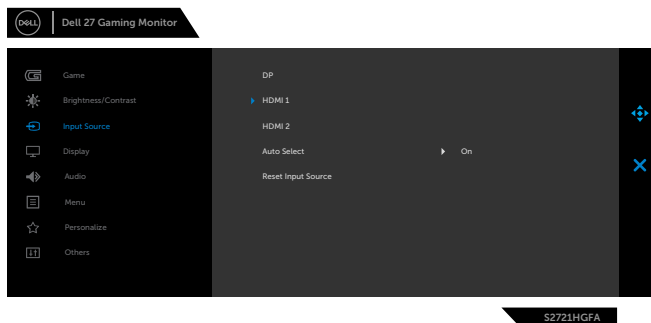 DELL
Dell 27 Gaming Monitor
Game
DP
Brightness/Contrast
HDMI 1
Input Source
HDMI 2
Display
Auto Select
On
Audio
Reset Input Source
Menu
Personalize
Others
S2721HGFA